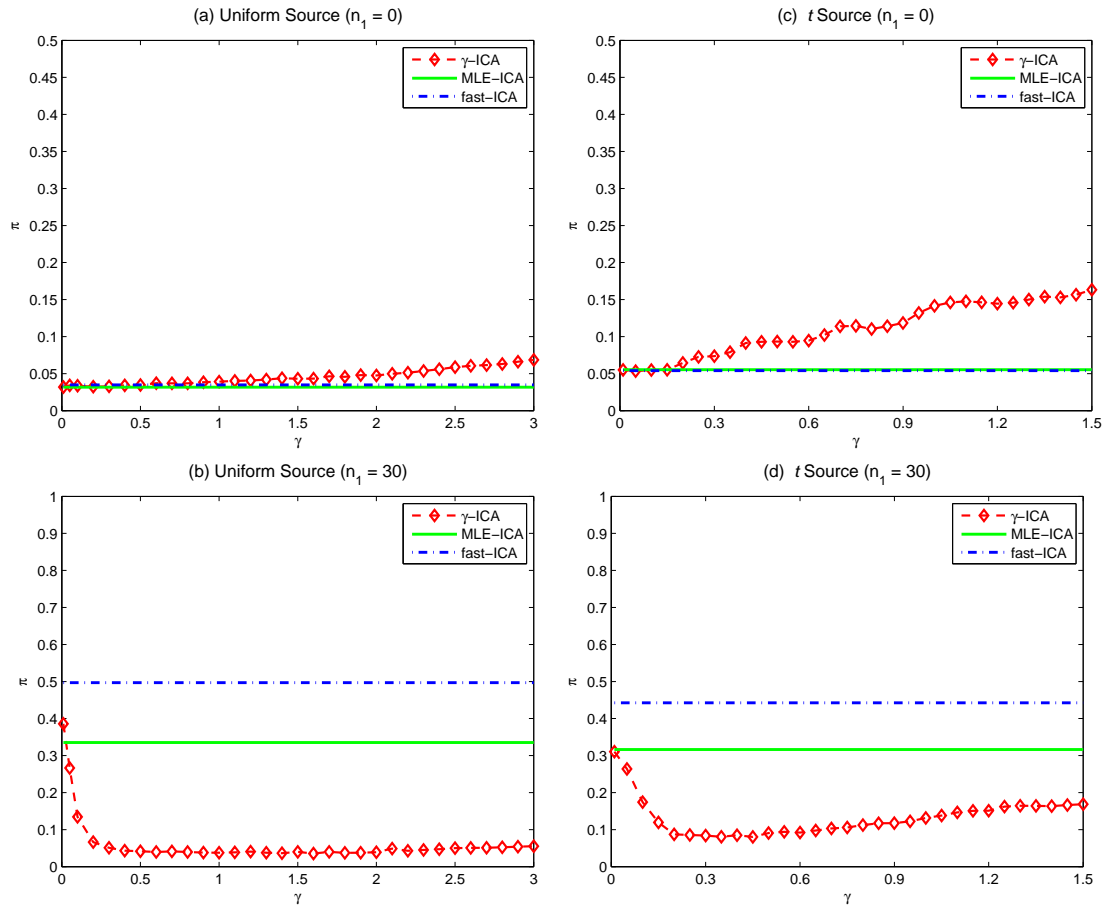 (a) Uniform Source (n₁ = 0)
0.5
0.45
0.4
0.35
0.3
0.25
0.2
0.15
0.1
0.05
0
π
0
0.5
1
1.5
2
2.5
3
γ
γ−ICA
MLE−ICA
fast−ICA
(c) t Source (n₁ = 0)
0.5
0.45
0.4
0.35
0.3
0.25
0.2
0.15
0.1
0.05
0
π
0
0.3
0.6
0.9
1.2
1.5
γ
γ−ICA
MLE−ICA
fast−ICA
(b) Uniform Source (n₁ = 30)
1
0.9
0.8
0.7
0.6
0.5
0.4
0.3
0.2
0.1
0
π
0
0.5
1
1.5
2
2.5
3
γ
γ−ICA
MLE−ICA
fast−ICA
(d) t Source (n₁ = 30)
1
0.9
0.8
0.7
0.6
0.5
0.4
0.3
0.2
0.1
0
π
0
0.3
0.6
0.9
1.2
1.5
γ
γ−ICA
MLE−ICA
fast−ICA